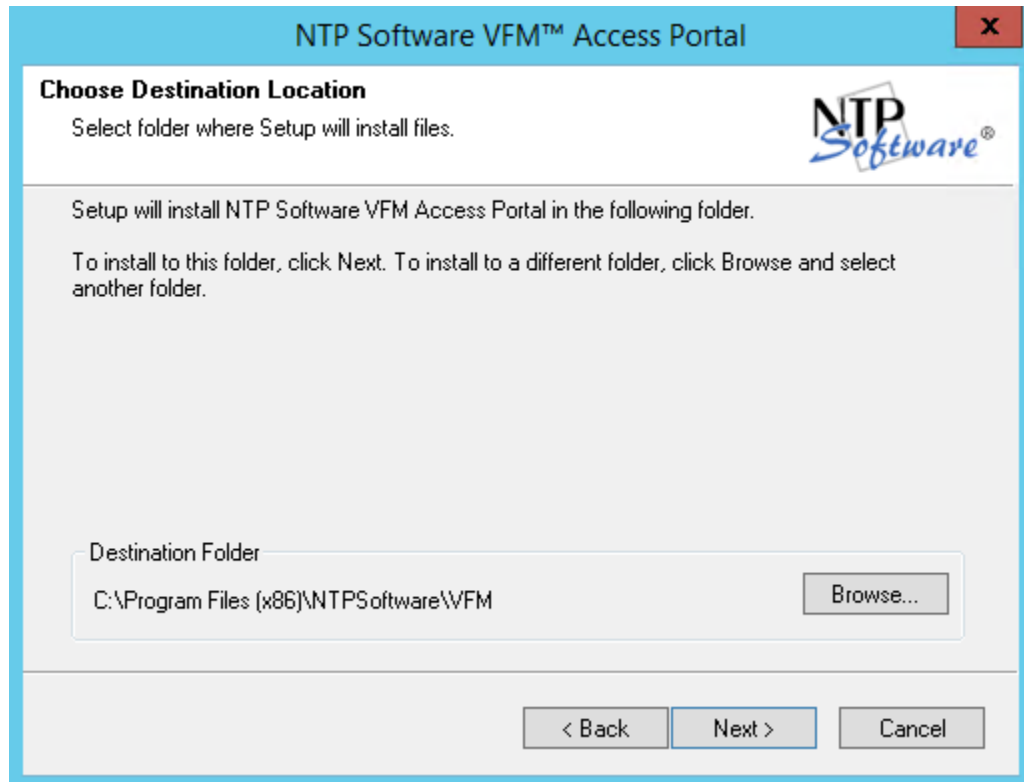 NTP Software VFM™ Access Portal
x
Choose Destination Location
Select folder where Setup will install files.
NTP
Software®
Setup will install NTP Software VFM Access Portal in the following folder.
To install to this folder, click Next. To install to a different folder, click Browse and select
another folder.
Destination Folder
C:\Program Files (x86)\NTPSoftware\VFM
Browse...
< Back
Next >
Cancel